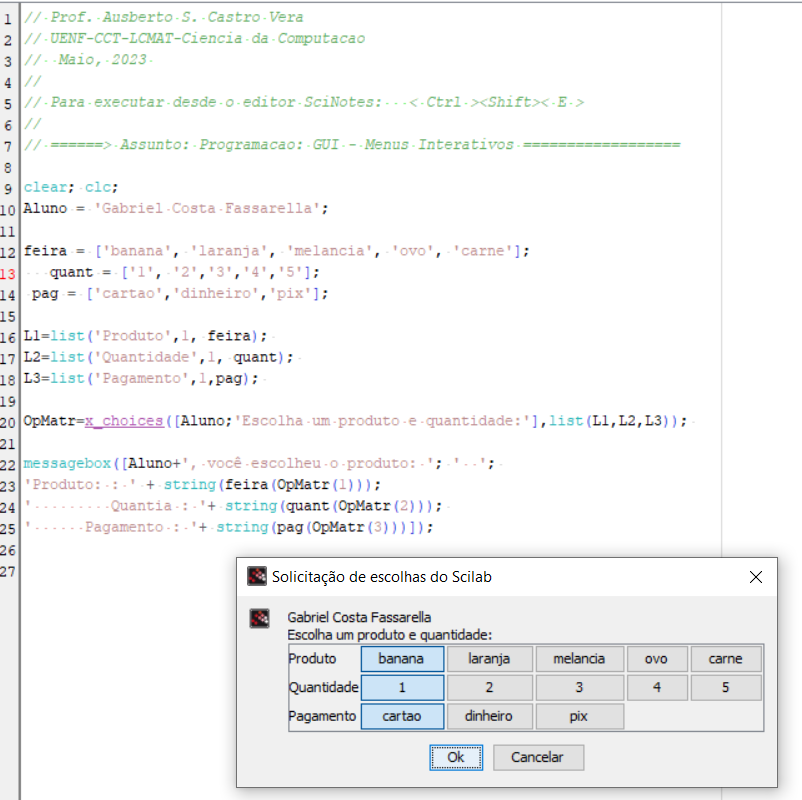 1 // Prof. Ausberto S. Castro Vera
2 // UENF-CCT-LCMAT-Ciencia da Computacao
3 // Maio, 2023
4 //
5 // Para executar desde o editor SciNotes: < Ctrl ><Shift>< E >
6 //
7 // ======> Assunto: Programacao: GUI - Menus Interativos ==================
8
9 clear; clc;
10 Aluno = 'Gabriel Costa Fassarella';
11
12 feira = ['banana', 'laranja', 'melancia', 'ovo', 'carne'];
13 quant = ['1', '2','3','4','5'];
14 pag = ['cartao','dinheiro','pix'];
15
16 L1=list('Produto',1, feira);
17 L2=list('Quantidade',1, quant);
18 L3=list('Pagamento',1,pag);
19
20 OpMatr=x_choices([Aluno;'Escolha um produto e quantidade:'],list(L1,L2,L3));
21
22 messagebox([Aluno+', você escolheu o produto: '; '  ';
23 'Produto: : ' + string(feira(OpMatr(1)));
24 '         Quantia : '+ string(quant(OpMatr(2)));
25 '      Pagamento : '+ string(pag(OpMatr(3)))]);
26
27
Solicitação de escolhas do Scilab
Gabriel Costa Fassarella
Escolha um produto e quantidade:
Produto banana laranja melancia ovo carne
Quantidade 1 2 3 4 5
Pagamento cartao dinheiro pix
Ok Cancelar